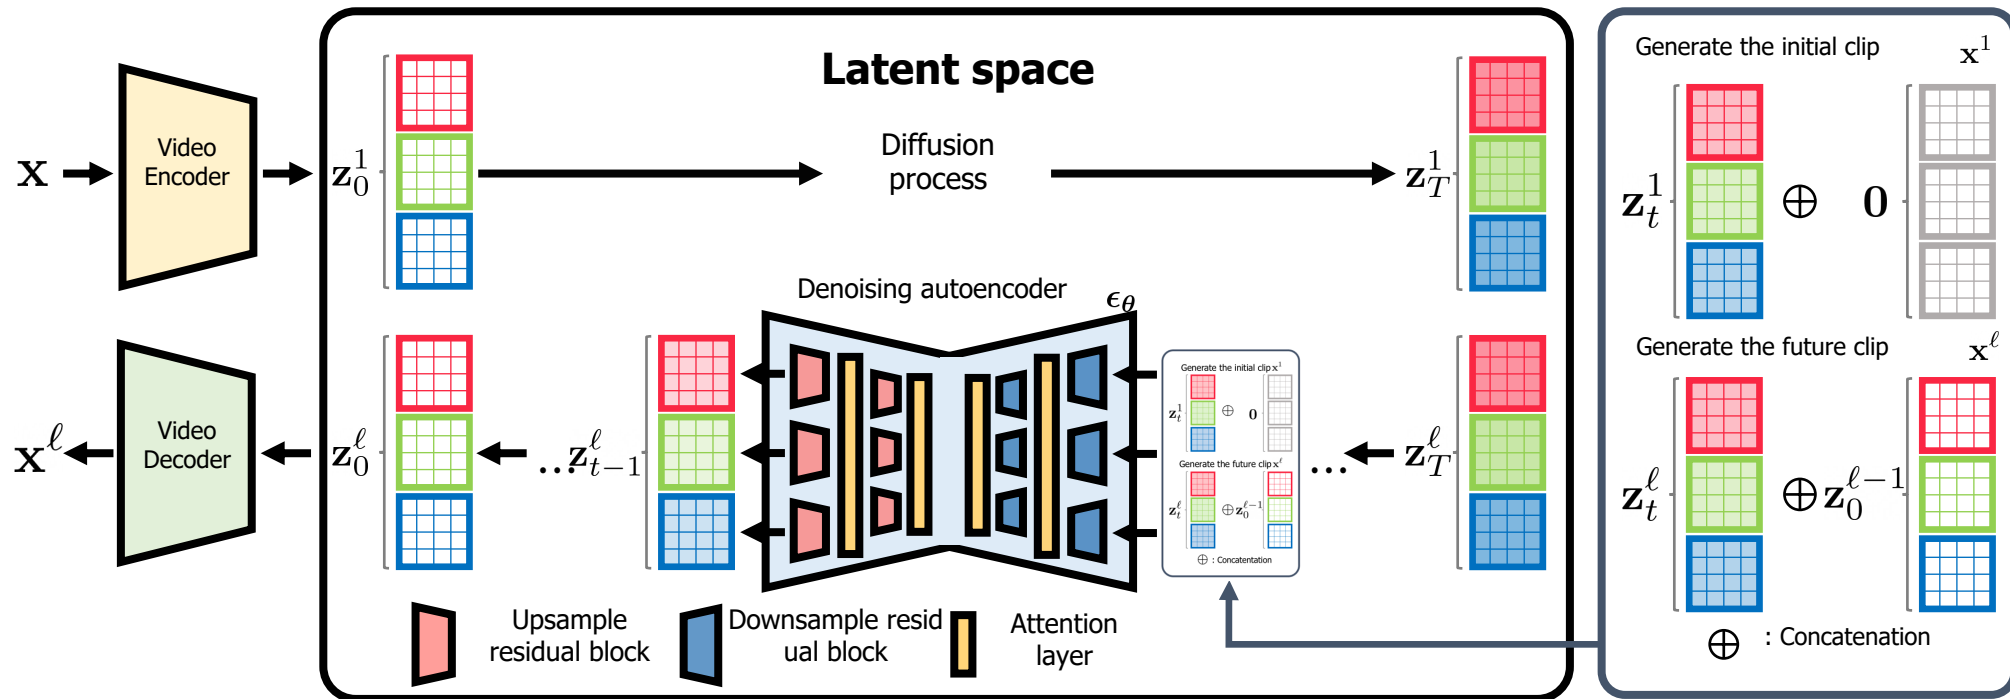 Latent space
x
Video
Encoder
z_0^1
Diffusion
process
z_T^1
Denoising autoencoder
ϵ_θ
x^ℓ
Video
Decoder
z_0^ℓ
..
z_{t-1}^ℓ
Generate the initial clip x^1
z_t^1 ⊕ 0
Generate the future clip x^ℓ
z_t^ℓ ⊕ z_0^{ℓ-1}
⊕ : Concatentation
...
z_T^ℓ
Upsample
residual block
Downsample resid
ual block
Attention
layer
Generate the initial clip x^1
z_t^1 ⊕ 0
Generate the future clip x^ℓ
z_t^ℓ ⊕ z_0^{ℓ-1}
⊕ : Concatenation